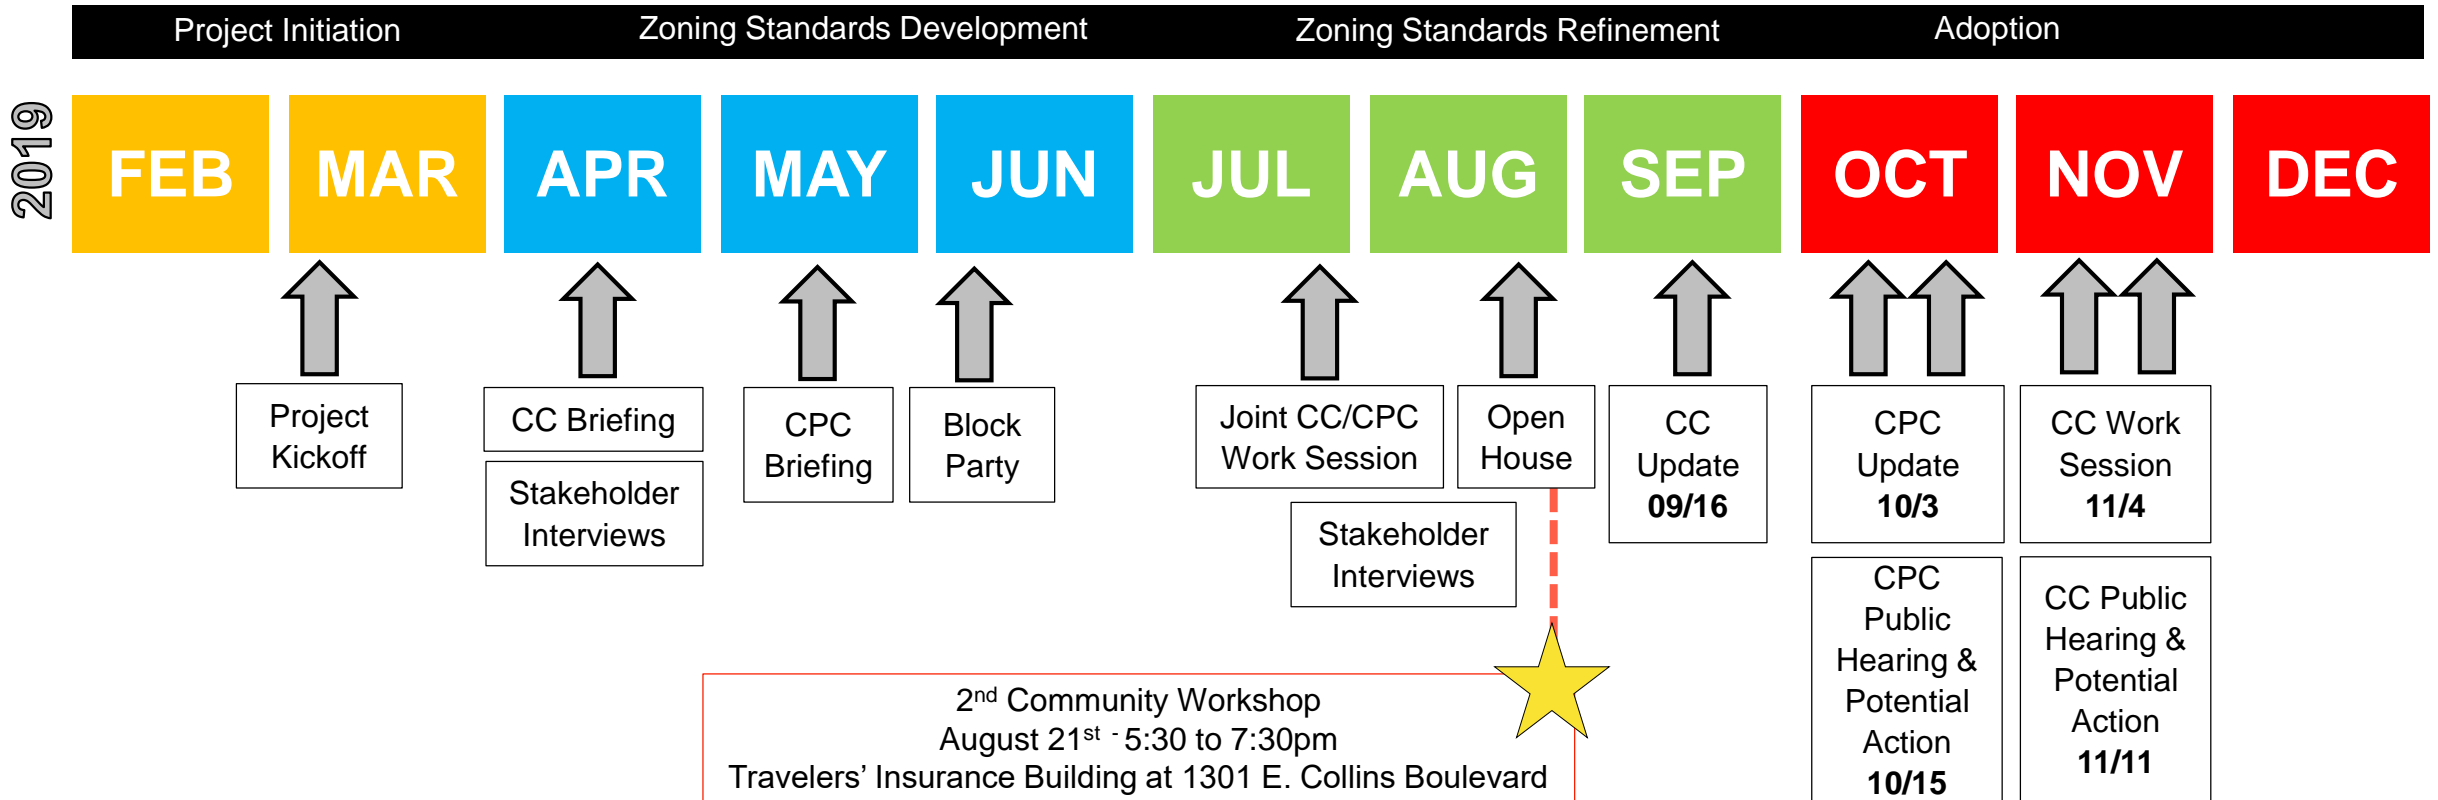 Project Initiation
Zoning Standards Development
Zoning Standards Refinement
Adoption
2019
FEB
MAR
APR
MAY
JUN
JUL
AUG
SEP
OCT
NOV
DEC
Project
Kickoff
CC Briefing
Stakeholder
Interviews
CPC
Briefing
Block
Party
Joint CC/CPC
Work Session
Stakeholder
Interviews
Open
House
CC
Update
09/16
CPC
Update
10/3
CPC
Public
Hearing &
Potential
Action
10/15
CC Work
Session
11/4
CC Public
Hearing &
Potential
Action
11/11
2nd Community Workshop
August 21st - 5:30 to 7:30pm
Travelers’ Insurance Building at 1301 E. Collins Boulevard